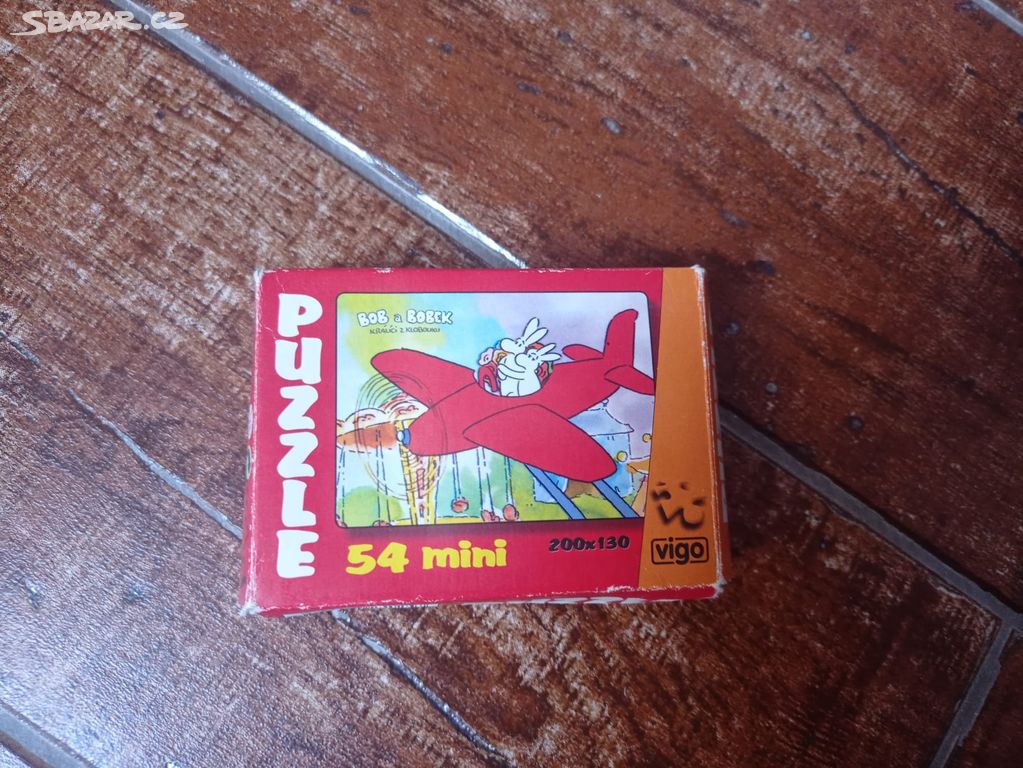 SBAZAR.CZ
PUZZLE
BOB a BOBEK
KRÁLÍCI Z KLOBOUKU
54 mini
200x130
vigo